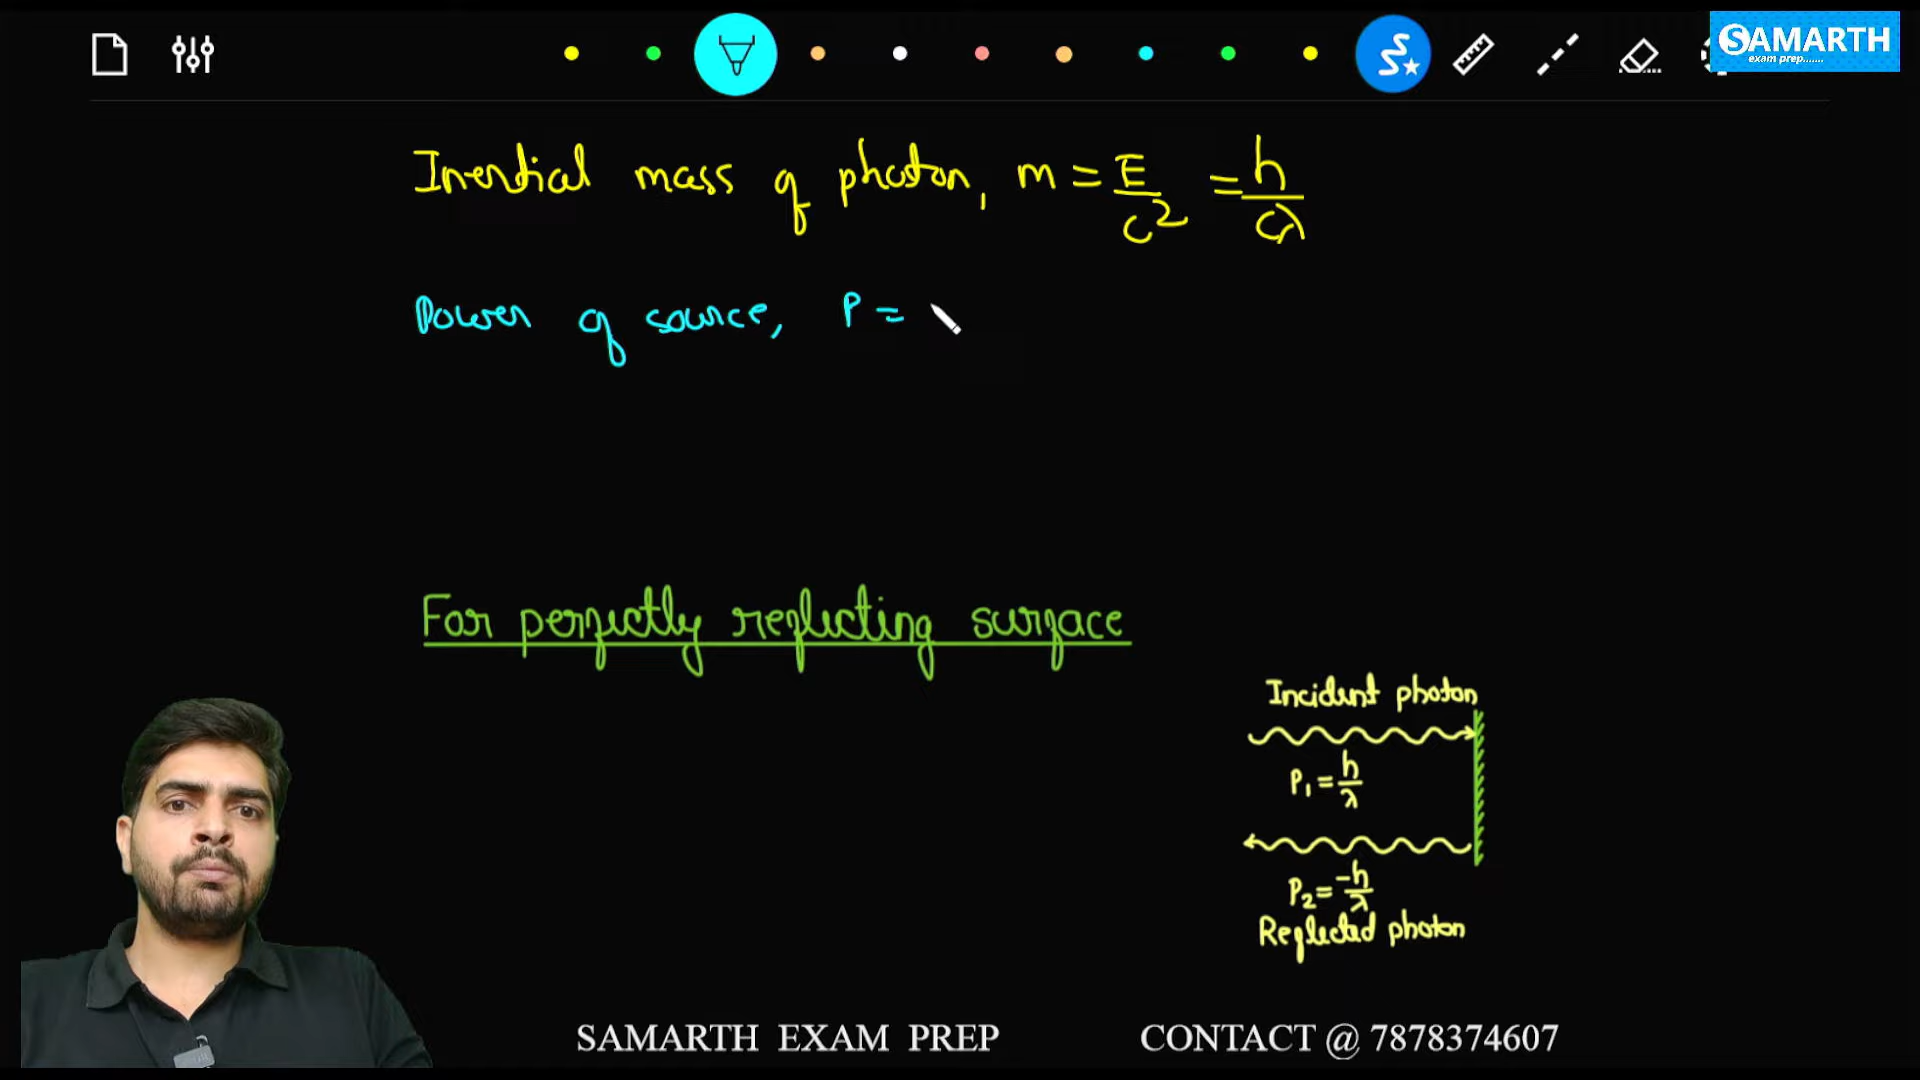 SAMARTH
exam prep......
Inertial mass of photon, m = E/c² = h/cλ
Power of source, P =
For perfectly reflecting surface
Incident photon
P₁ = h/λ
P₂ = -h/λ
Reflected photon
SAMARTH EXAM PREP CONTACT @ 7878374607